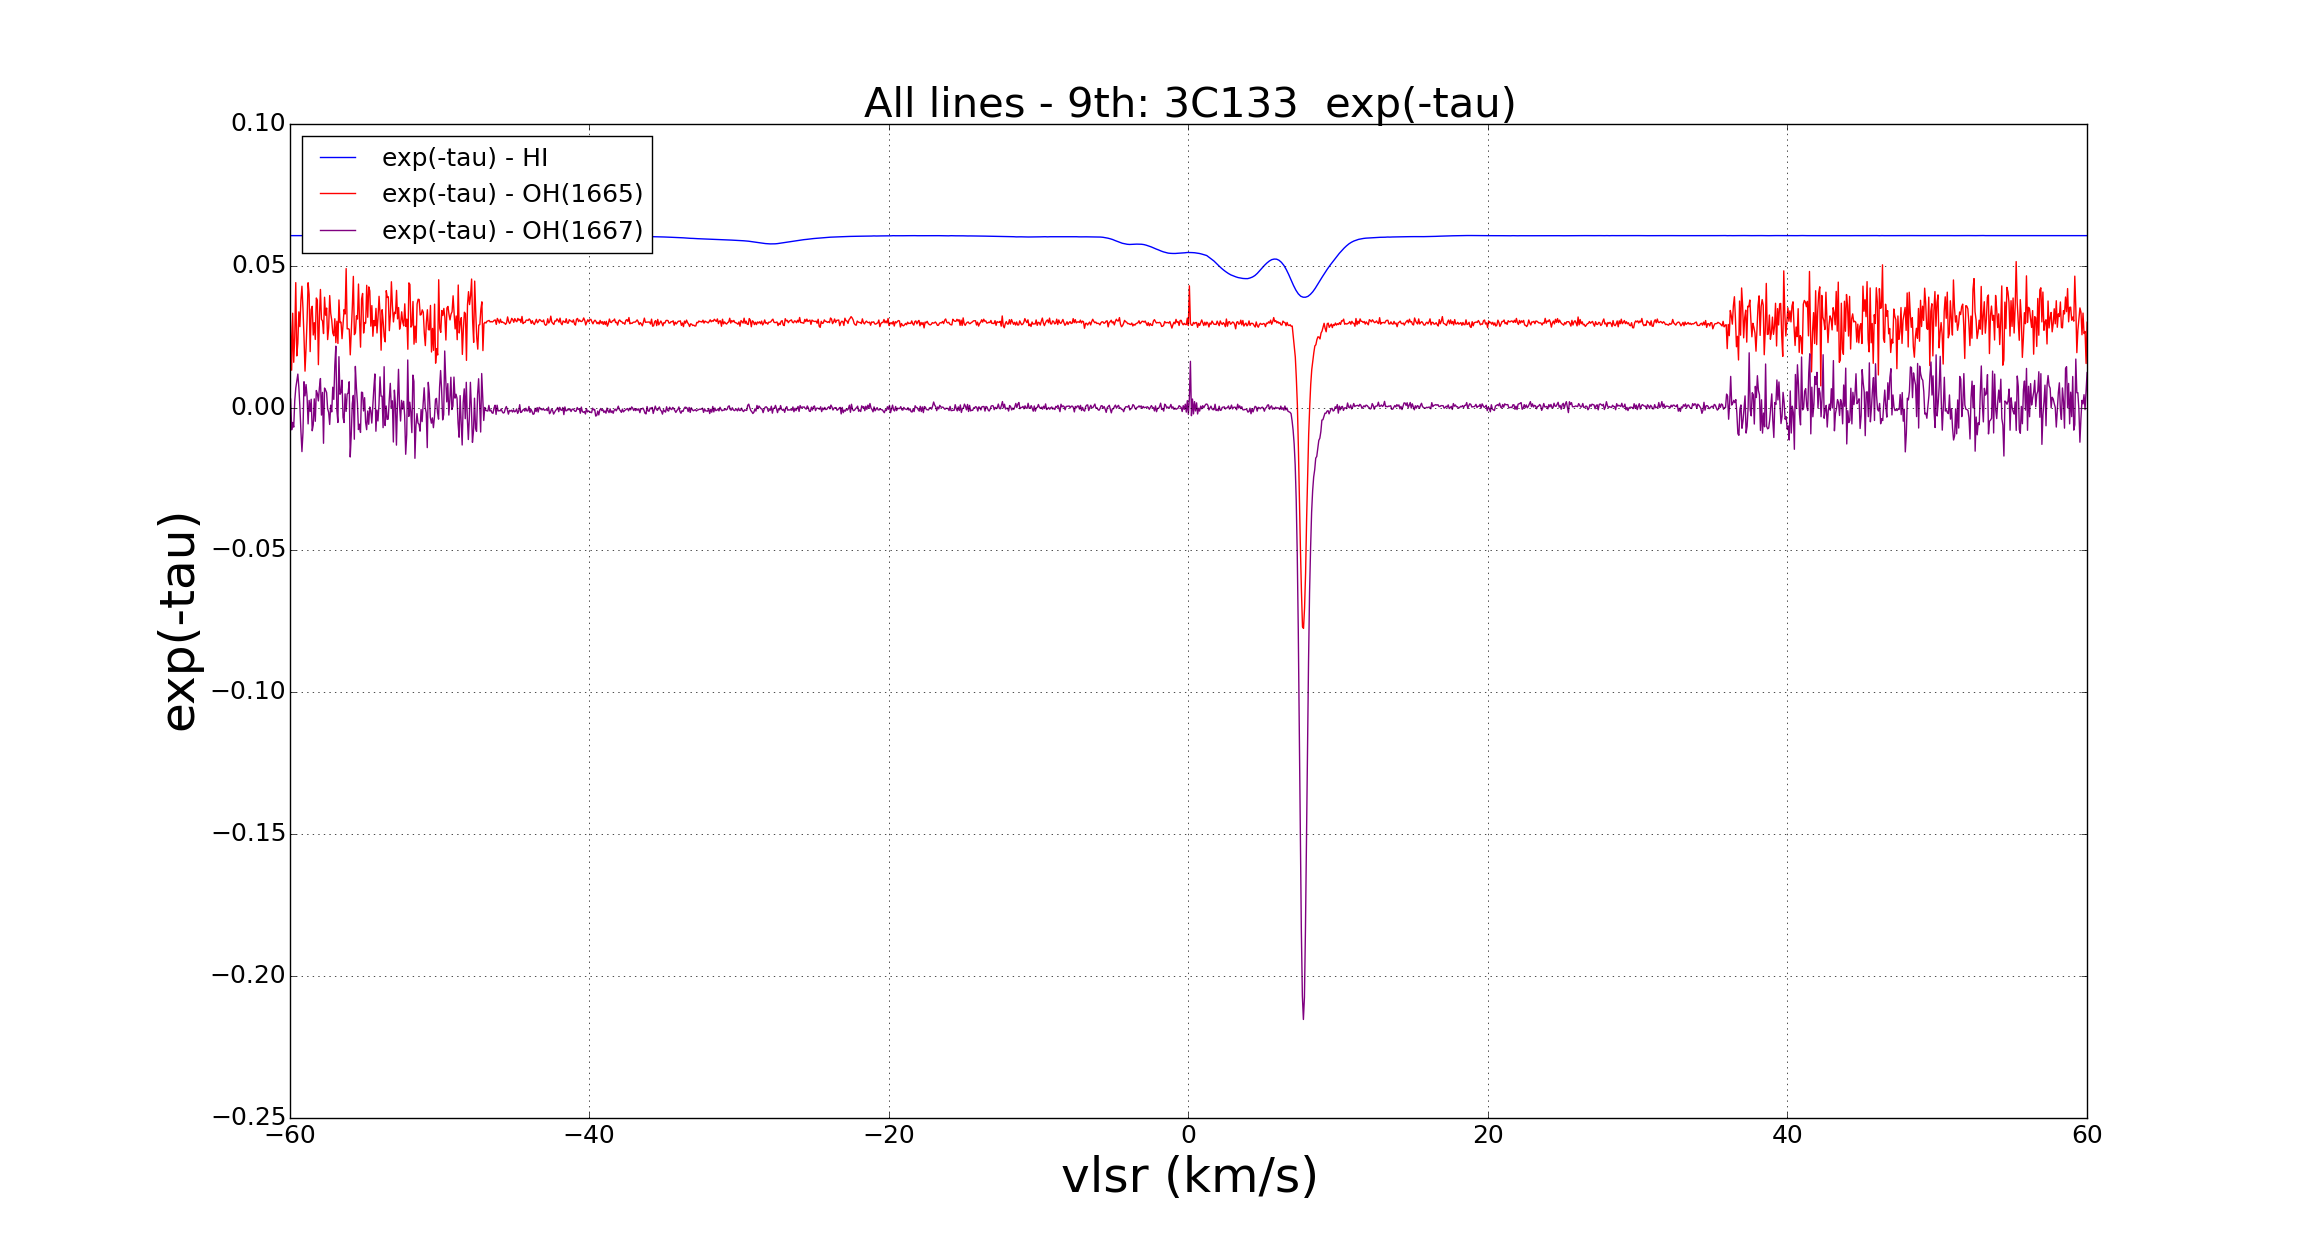 All lines - 9th: 3C133  exp(-tau)
0.10
exp(-tau) - HI
exp(-tau) - OH(1665)
exp(-tau) - OH(1667)
0.05
0.00
−0.05
−0.10
−0.15
−0.20
−0.25
exp(-tau)
−60 −40 −20 0 20 40 60
vlsr (km/s)